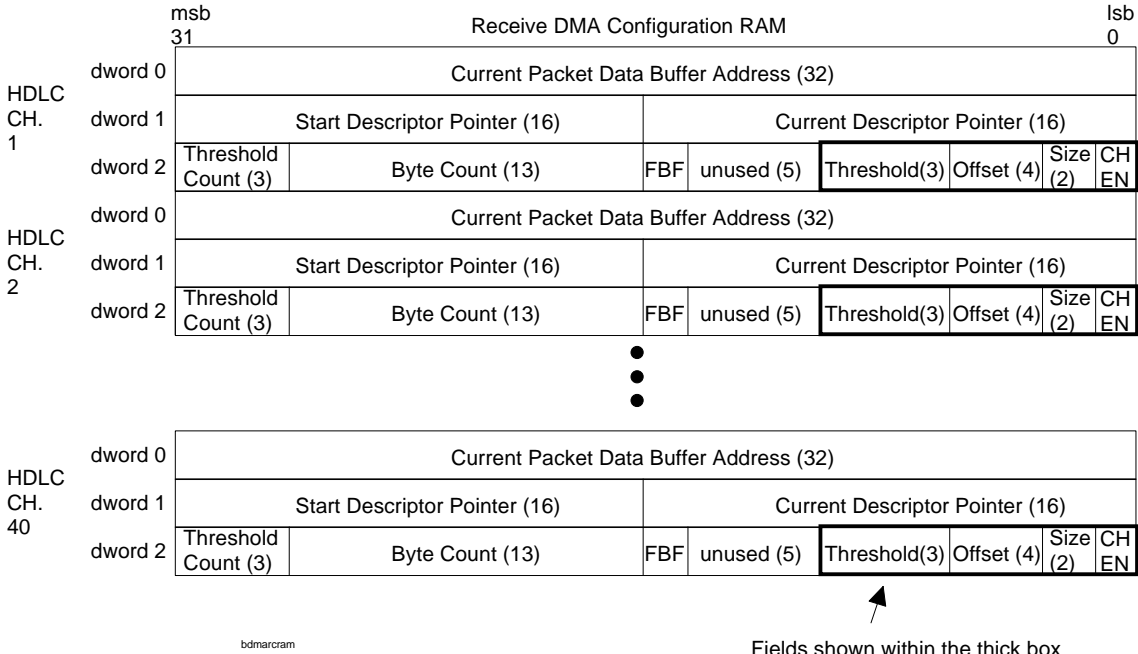 msb
31
Receive DMA Configuration RAM
lsb
0
HDLC
CH.
1
dword 0
Current Packet Data Buffer Address (32)
dword 1
Start Descriptor Pointer (16)
Current Descriptor Pointer (16)
dword 2
Threshold
Count (3)
Byte Count (13)
FBF
unused (5)
Threshold(3)
Offset (4)
Size
(2)
CH
EN
HDLC
CH.
2
dword 0
Current Packet Data Buffer Address (32)
dword 1
Start Descriptor Pointer (16)
Current Descriptor Pointer (16)
dword 2
Threshold
Count (3)
Byte Count (13)
FBF
unused (5)
Threshold(3)
Offset (4)
Size
(2)
CH
EN
HDLC
CH.
40
dword 0
Current Packet Data Buffer Address (32)
dword 1
Start Descriptor Pointer (16)
Current Descriptor Pointer (16)
dword 2
Threshold
Count (3)
Byte Count (13)
FBF
unused (5)
Threshold(3)
Offset (4)
Size
(2)
CH
EN
bdmarcram
Fields shown within the thick box